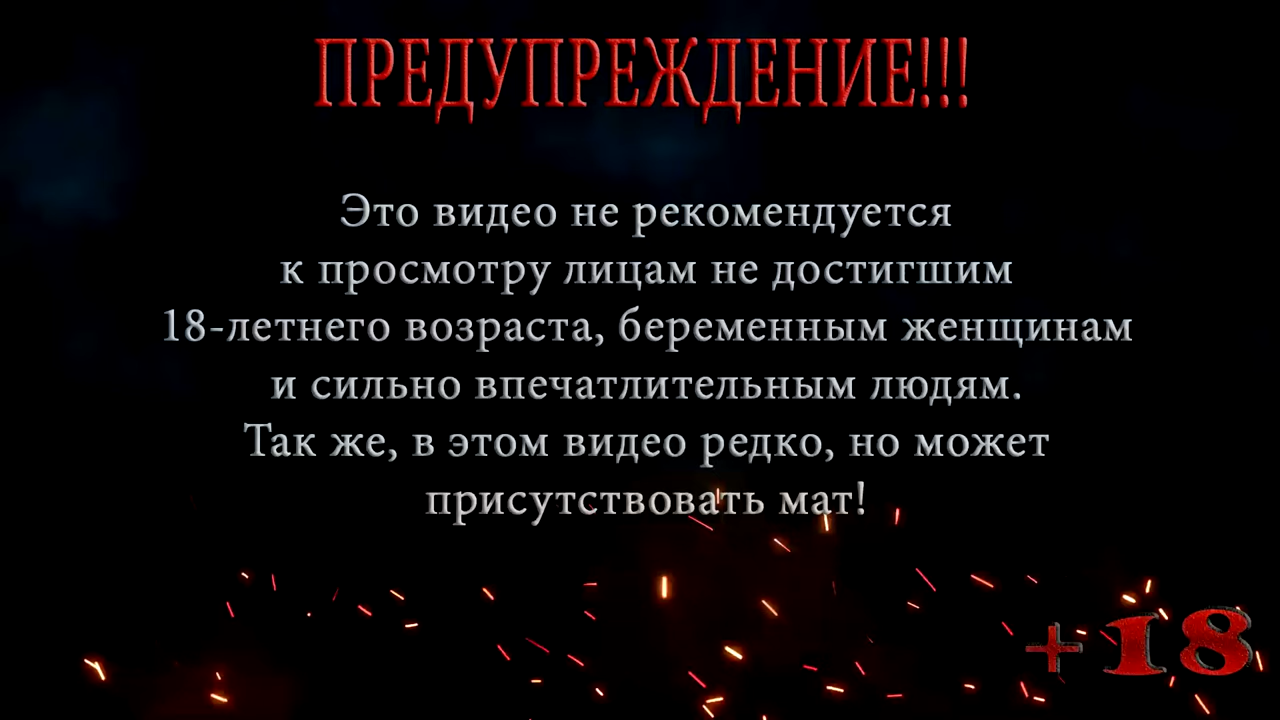 ПРЕДУПРЕЖДЕНИЕ!!!
Это видео не рекомендуется
к просмотру лицам не достигшим
18-летнего возраста, беременным женщинам
и сильно впечатлительным людям.
Так же, в этом видео редко, но может
присутствовать мат!
+18